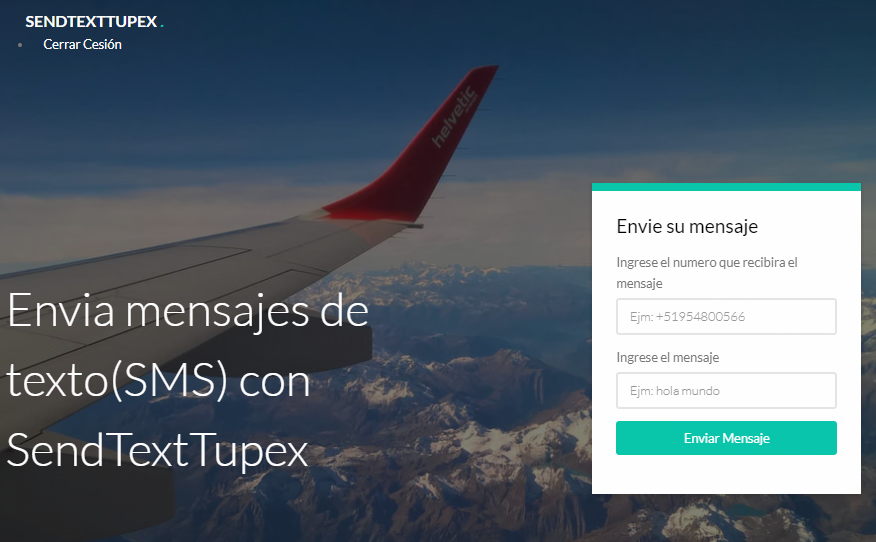 SENDTEXTTUPEX .
Cerrar Cesión
helvetic
Envia mensajes de
texto(SMS) con
SendTextTupex
Envie su mensaje
Ingrese el numero que recibira el
mensaje
Ejm: +51954800566
Ingrese el mensaje
Ejm: hola mundo
Enviar Mensaje